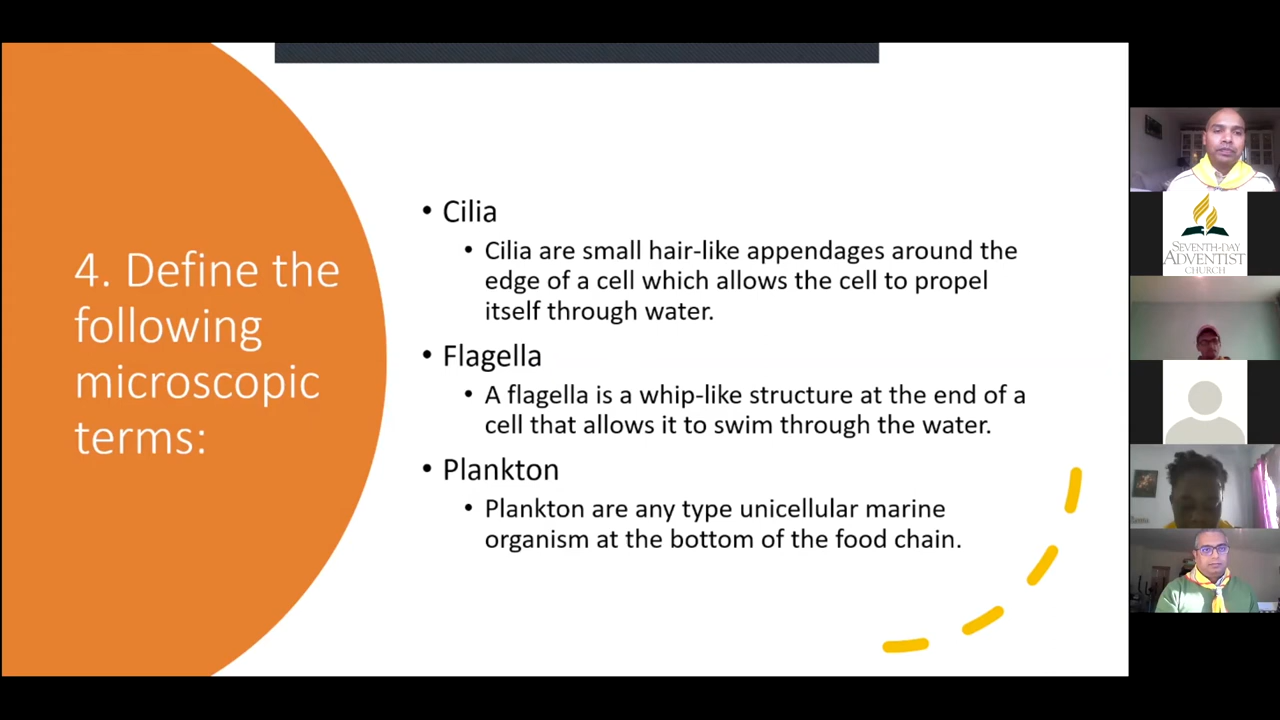 4. Define the
following
microscopic
terms:
• Cilia
• Cilia are small hair-like appendages around the
edge of a cell which allows the cell to propel
itself through water.
• Flagella
• A flagella is a whip-like structure at the end of a
cell that allows it to swim through the water.
• Plankton
• Plankton are any type unicellular marine
organism at the bottom of the food chain.
SEVENTH-DAY
ADVENTIST
CHURCH